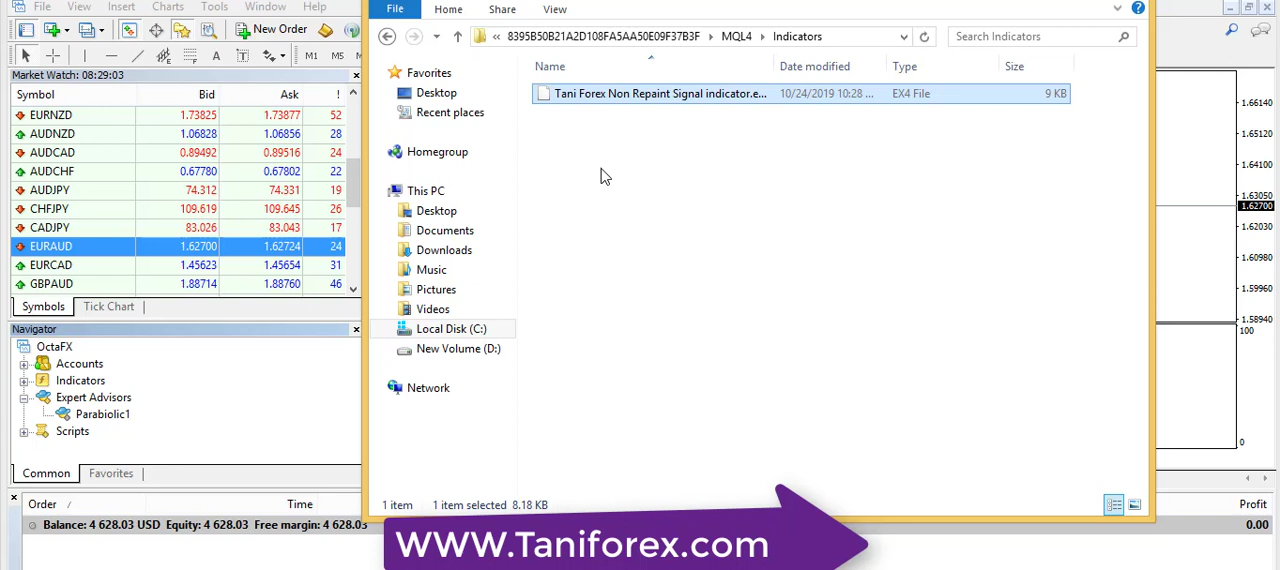 File Edit View Insert Charts Tools Window Help
File Home Share View
New Order
8395B50B21A2D108FA5AA50E09F37B3F MQL4 Indicators
Search Indicators
M1 M5
Market Watch: 08:29:03
Symbol Bid Ask !
EURNZD 1.73825 1.73877 52
AUDNZD 1.06828 1.06856 28
AUDCAD 0.89492 0.89516 24
AUDCHF 0.67780 0.67802 22
AUDJPY 74.312 74.331 19
CHFJPY 109.619 109.645 26
CADJPY 83.026 83.043 17
EURAUD 1.62700 1.62724 24
EURCAD 1.45623 1.45654 31
GBPAUD 1.88714 1.88760 46
Symbols Tick Chart
Navigator
OctaFX
Accounts
Indicators
Expert Advisors
Parabiolic1
Scripts
Common Favorites
Favorites
Desktop
Recent places
Homegroup
This PC
Desktop
Documents
Downloads
Music
Pictures
Videos
Local Disk (C:)
New Volume (D:)
Network
Name Date modified Type Size
Tani Forex Non Repaint Signal indicator.e... 10/24/2019 10:28 ... EX4 File 9 KB
1 item 1 item selected 8.18 KB
1.66140
1.65120
1.64100
1.63050
1.62700
1.62030
1.60980
1.59960
1.58940
100
0
Order / Time Profit
Balance: 4 628.03 USD Equity: 4 628.03 Free margin: 4 628.03 0.00
WWW.Taniforex.com